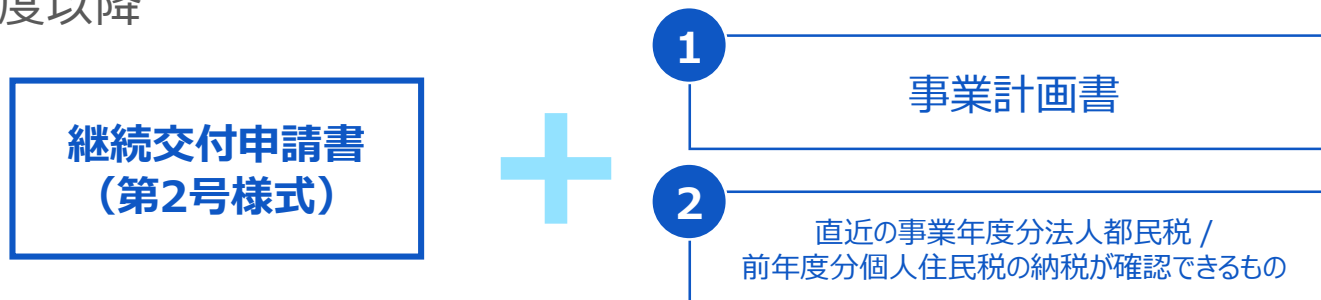 度以降
継続交付申請書
（第2号様式）
1
事業計画書
2
直近の事業年度分法人都民税 /
前年度分個人住民税の納税が確認できるもの